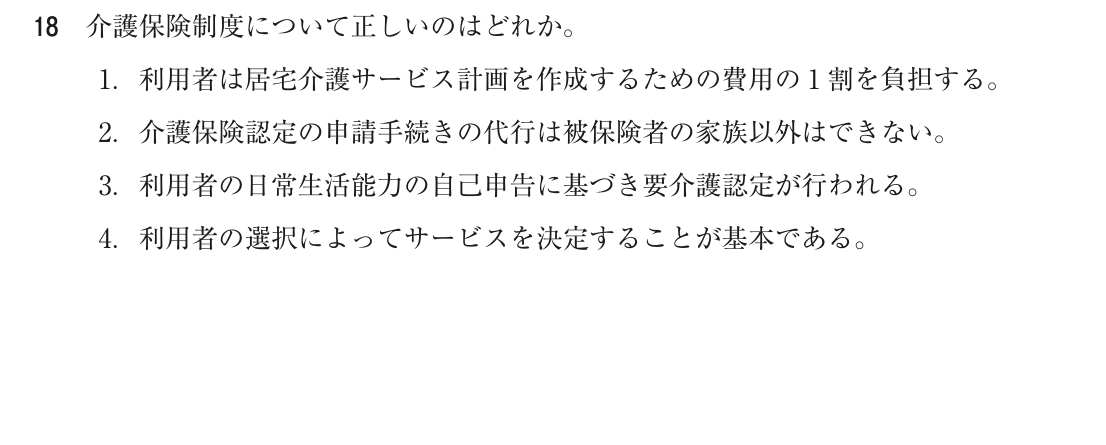 18 介護保険制度について正しいのはどれか。
1. 利用者は居宅介護サービス計画を作成するための費用の1割を負担する。
2. 介護保険認定の申請手続きの代行は被保険者の家族以外はできない。
3. 利用者の日常生活能力の自己申告に基づき要介護認定が行われる。
4. 利用者の選択によってサービスを決定することが基本である。